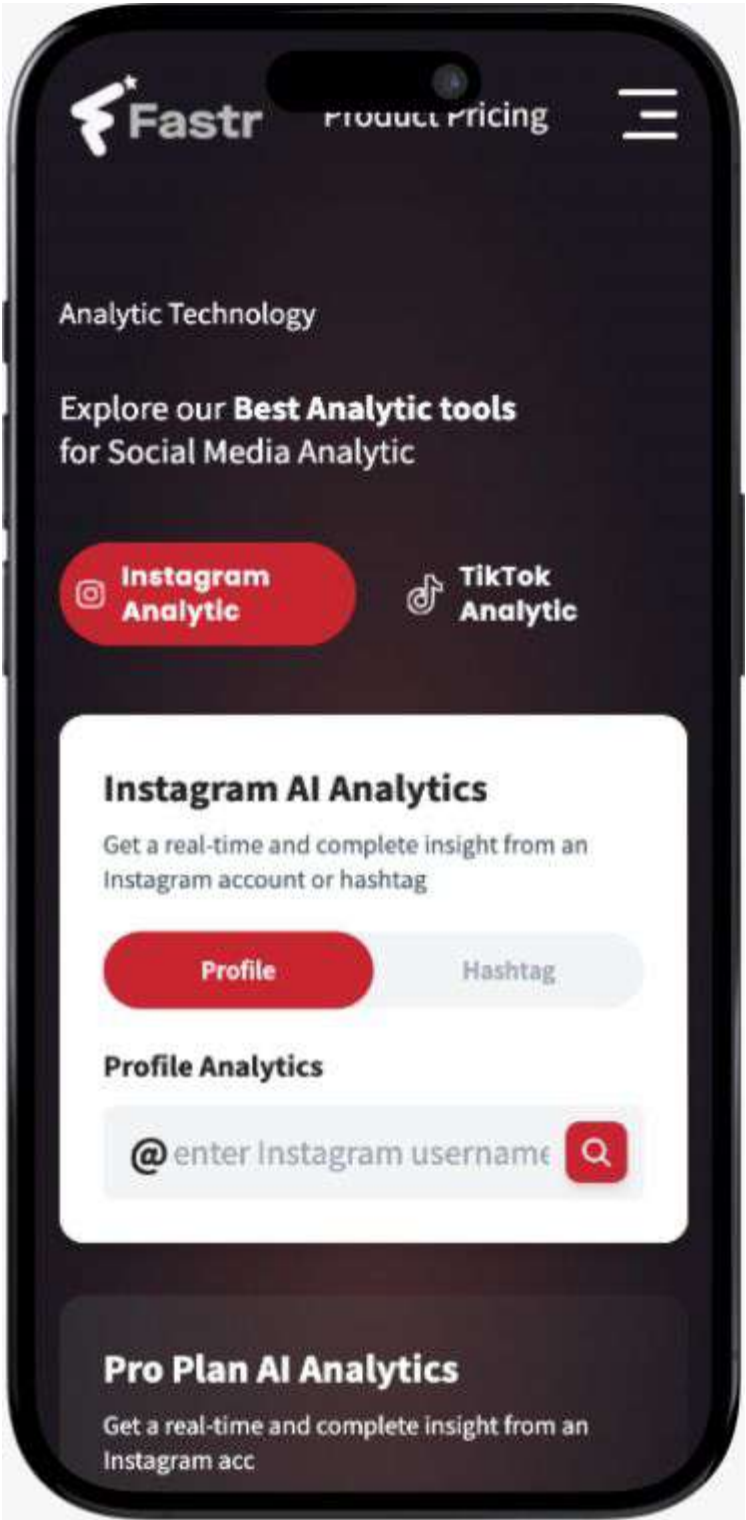 Fastr
Product Pricing
Analytic Technology
Explore our Best Analytic tools
for Social Media Analytic
Instagram
Analytic
TikTok
Analytic
Instagram AI Analytics
Get a real-time and complete insight from an
Instagram account or hashtag
Profile
Hashtag
Profile Analytics
@ enter Instagram username
Pro Plan AI Analytics
Get a real-time and complete insight from an
Instagram acc